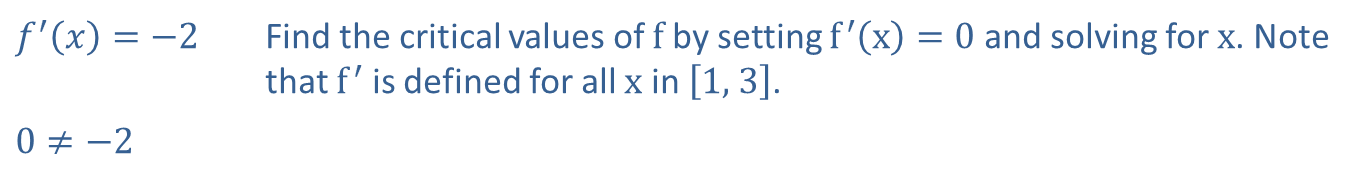 f′(x) = −2 Find the critical values of f by setting f′(x) = 0 and solving for x. Note
that f′ is defined for all x in [1, 3].
0 ≠ −2